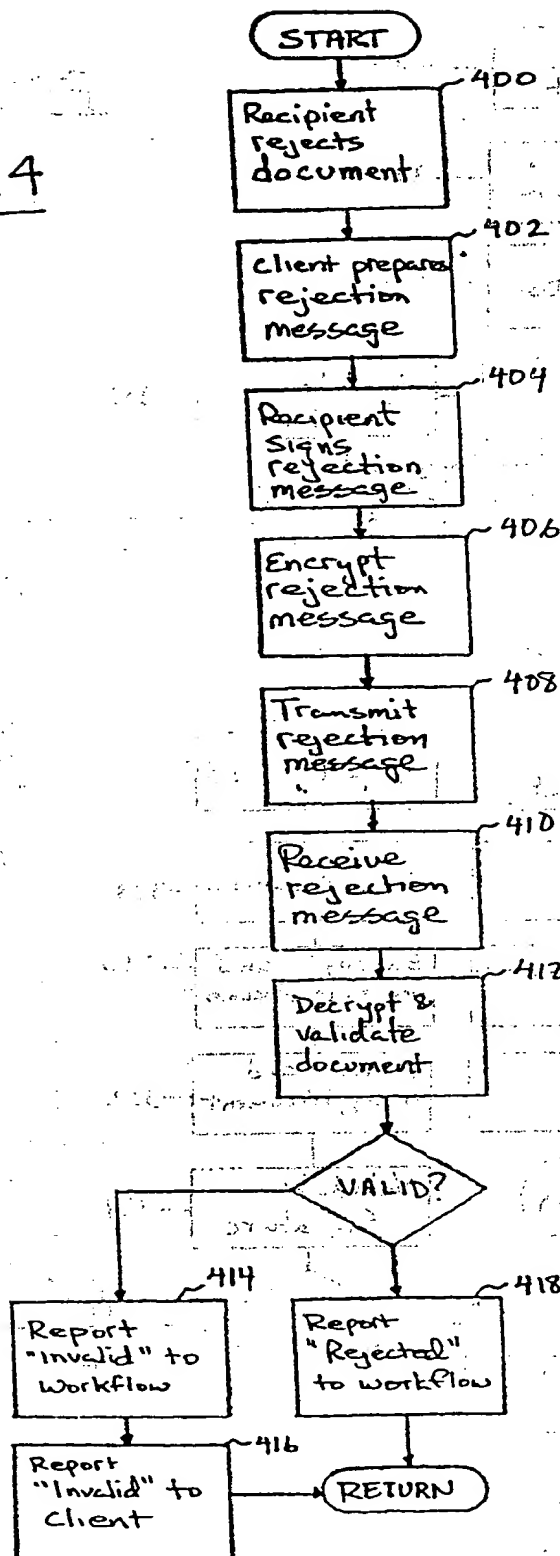 START
400
Recipient
rejects
document
4
402
Client prepares
rejection
message
404
Recipient
Signs
rejection
message
406
Encrypt
rejection
message
408
Transmit
rejection
message
410
Receive
rejection
message
412
Decrypt &
validate
document
VALID?
414
Report
"Invalid" to
workflow
418
Report
"Rejected"
to workflow
416
Report
"Invalid" to
Client
RETURN